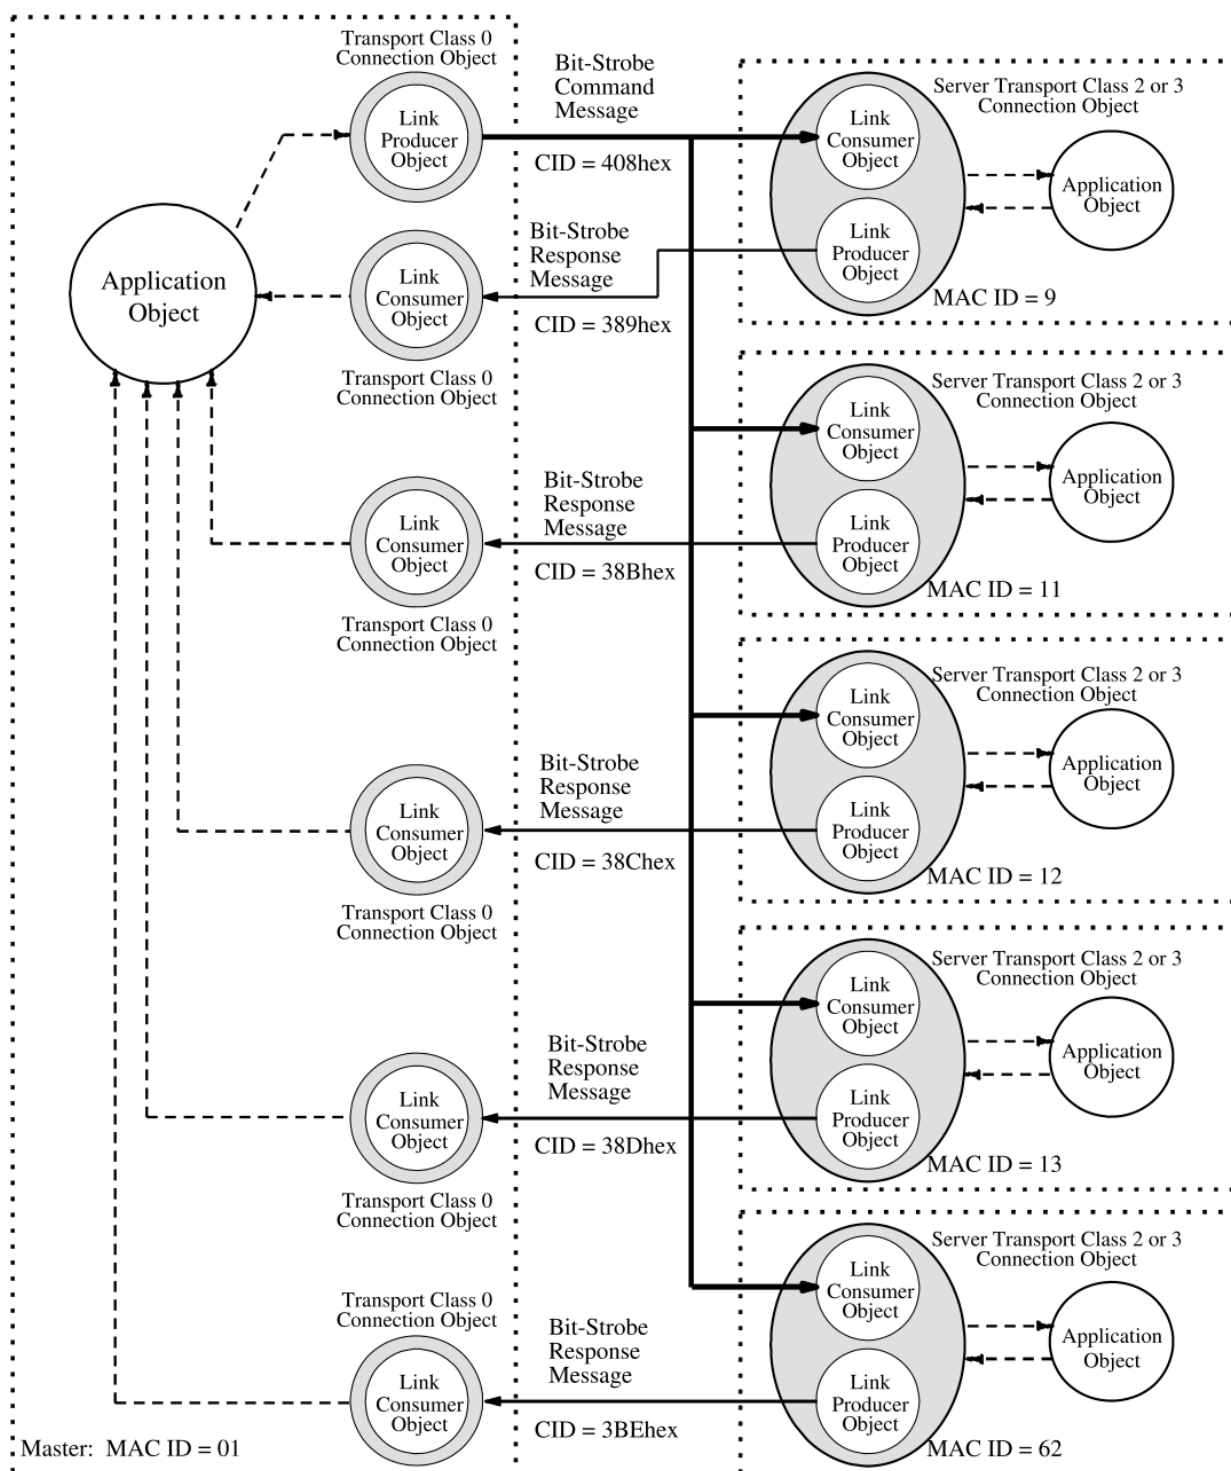 Transport Class 0
Connection Object
Link
Producer
Object
Bit-Strobe
Command
Message
CID = 408hex
Server Transport Class 2 or 3
Connection Object
Link
Consumer
Object
Application
Object
Link
Producer
Object
MAC ID = 9
Application
Object
Link
Consumer
Object
Transport Class 0
Connection Object
Bit-Strobe
Response
Message
CID = 389hex
Server Transport Class 2 or 3
Connection Object
Link
Consumer
Object
Application
Object
Link
Producer
Object
MAC ID = 11
Bit-Strobe
Response
Message
CID = 38Bhex
Link
Consumer
Object
Transport Class 0
Connection Object
Server Transport Class 2 or 3
Connection Object
Link
Consumer
Object
Application
Object
Link
Producer
Object
MAC ID = 12
Bit-Strobe
Response
Message
CID = 38Chex
Link
Consumer
Object
Transport Class 0
Connection Object
Server Transport Class 2 or 3
Connection Object
Link
Consumer
Object
Application
Object
Link
Producer
Object
MAC ID = 13
Bit-Strobe
Response
Message
CID = 38Dhex
Link
Consumer
Object
Transport Class 0
Connection Object
Server Transport Class 2 or 3
Connection Object
Link
Consumer
Object
Application
Object
Link
Producer
Object
MAC ID = 62
Transport Class 0
Connection Object
Link
Consumer
Object
Bit-Strobe
Response
Message
CID = 3BEhex
Master: MAC ID = 01